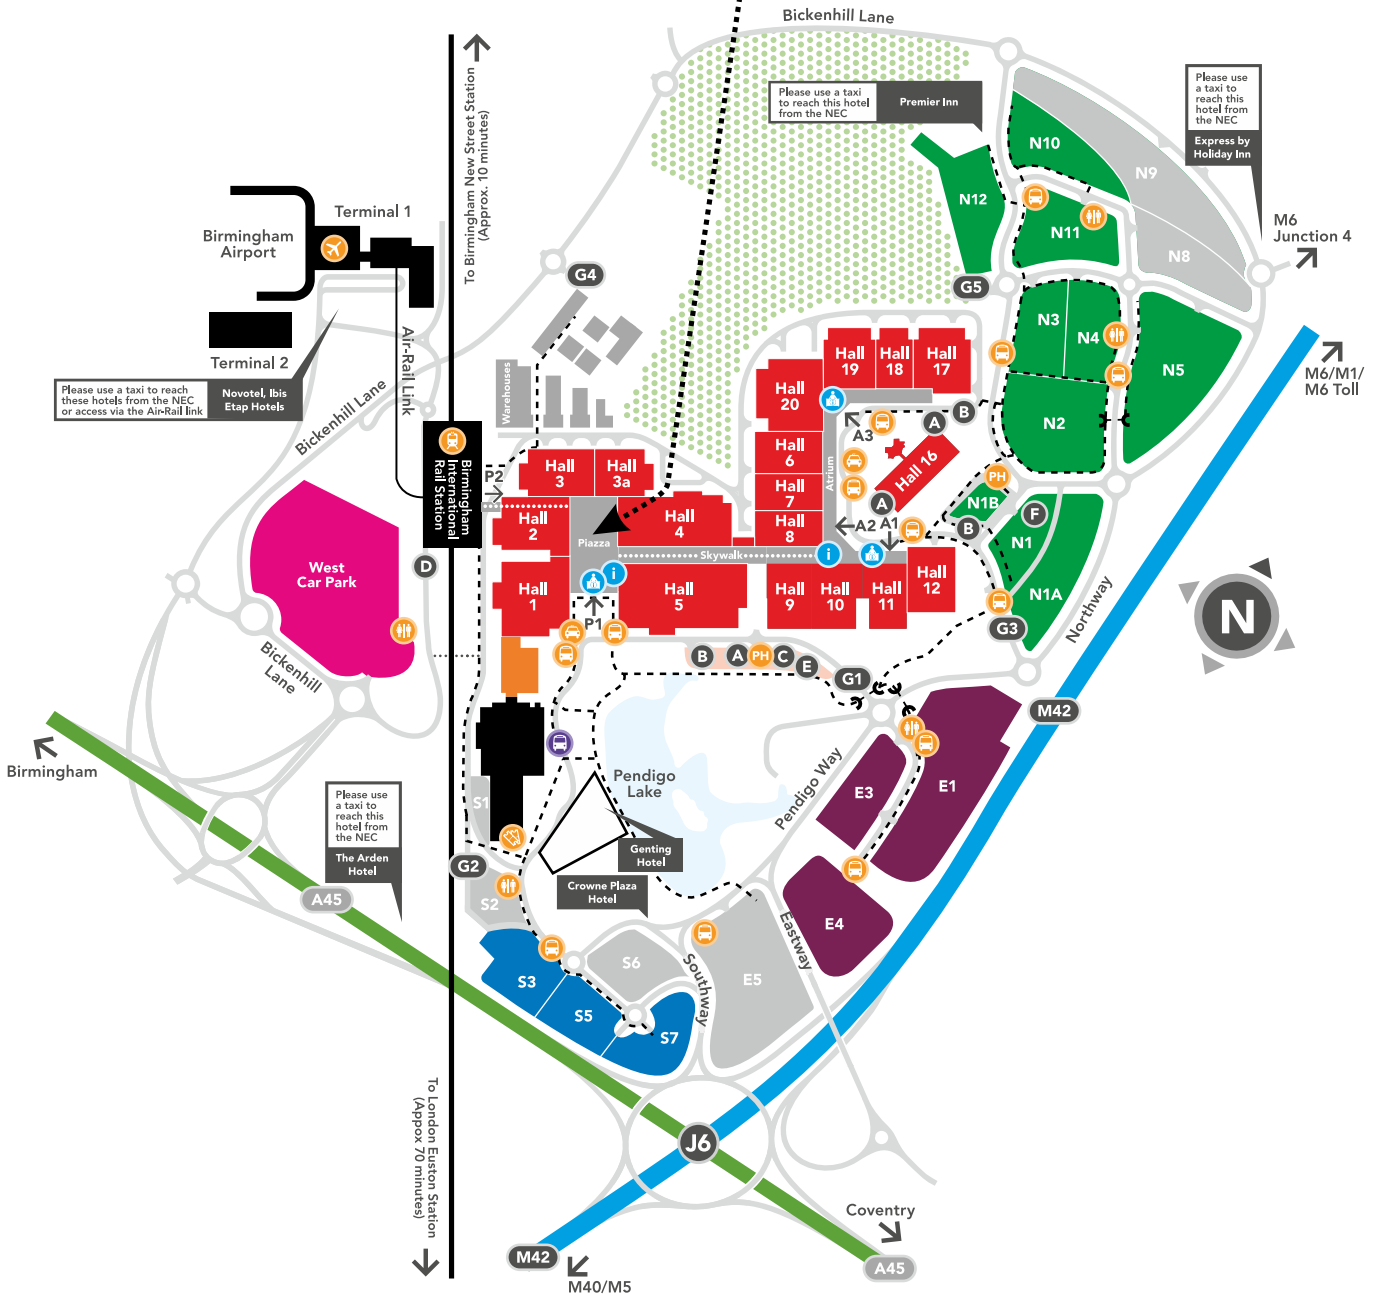 Bickenhill Lane
To Birmingham New Street Station
(Approx. 10 minutes)
Please use a taxi
to reach this
hotel from
the NEC
Premier Inn
Please use
a taxi to
reach this
hotel from
the NEC
Express by
Holiday Inn
N10
N9
N12
N11
N8
M6
Junction 4
Terminal 1
Birmingham
Airport
G4
G5
Air-Rail Link
Terminal 2
N3
N4
N5
M6/M1/
M6 Toll
Please use a taxi to reach
these hotels from the NEC
or access via the Air-Rail link
Novotel, Ibis
Etap Hotels
Bickenhill Lane
Warehouses
Hall
19
Hall
18
Hall
17
Hall
20
B
A
A3
N2
Hall
6
Atrium
Hall 16
Birmingham
International
Rail Station
P2
Hall
3
Hall
3a
Hall
7
PH
N1B
A
F
B
Hall
2
Piazza
Hall
4
Hall
8
A2
A1
N1
Skywalk
i
West
Car Park
D
Hall
1
i
P1
Hall
5
Hall
9
Hall
10
Hall
11
Hall
12
N1A
G3
Northway
N
Bickenhill
Lane
B
A
PH
C
E
G1
M42
Birmingham
Pendigo
Lake
Pendigo Way
E3
E1
S1
Please use
a taxi to
reach this
hotel from
the NEC
The Arden
Hotel
Genting
Hotel
G2
Crowne Plaza
Hotel
A45
S2
E4
Eastway
S6
Southway
E5
S3
S5
S7
To London Euston Station
(Appox 70 minutes)
J6
Coventry
M42
A45
M40/M5